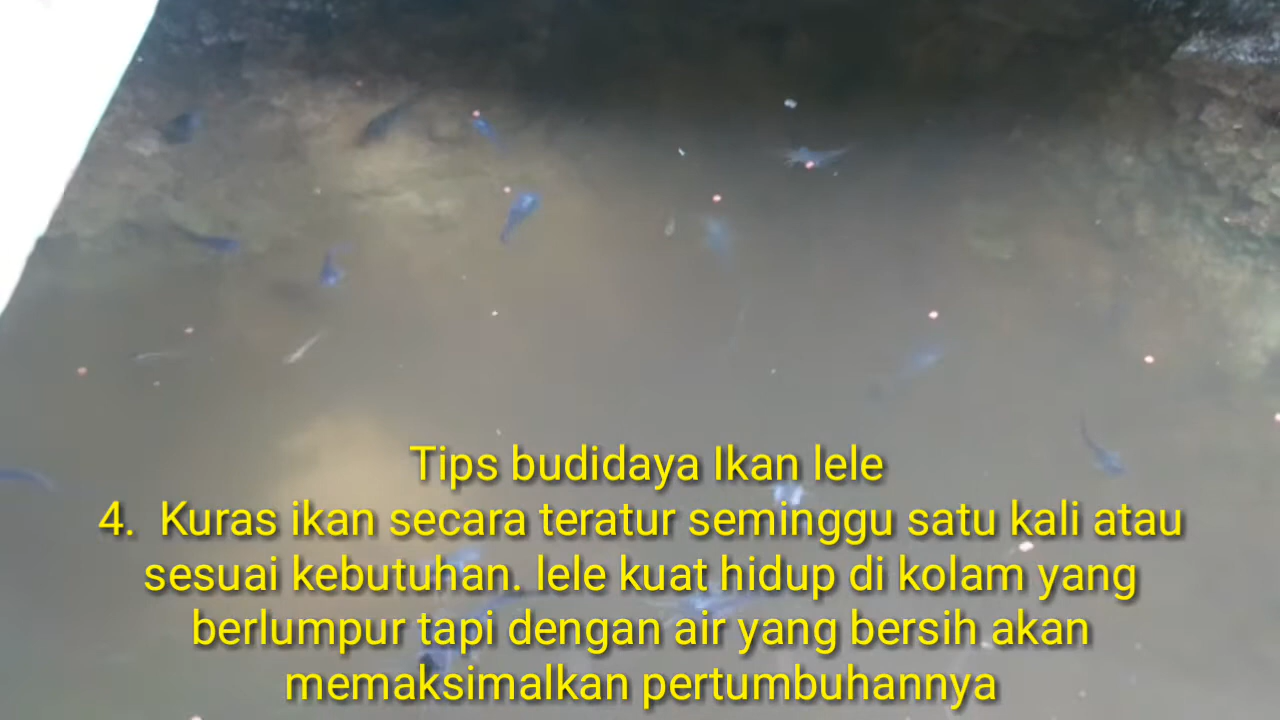 Tips budidaya Ikan lele
4. Kuras ikan secara teratur seminggu satu kali atau
sesuai kebutuhan. lele kuat hidup di kolam yang
berlumpur tapi dengan air yang bersih akan
memaksimalkan pertumbuhannya